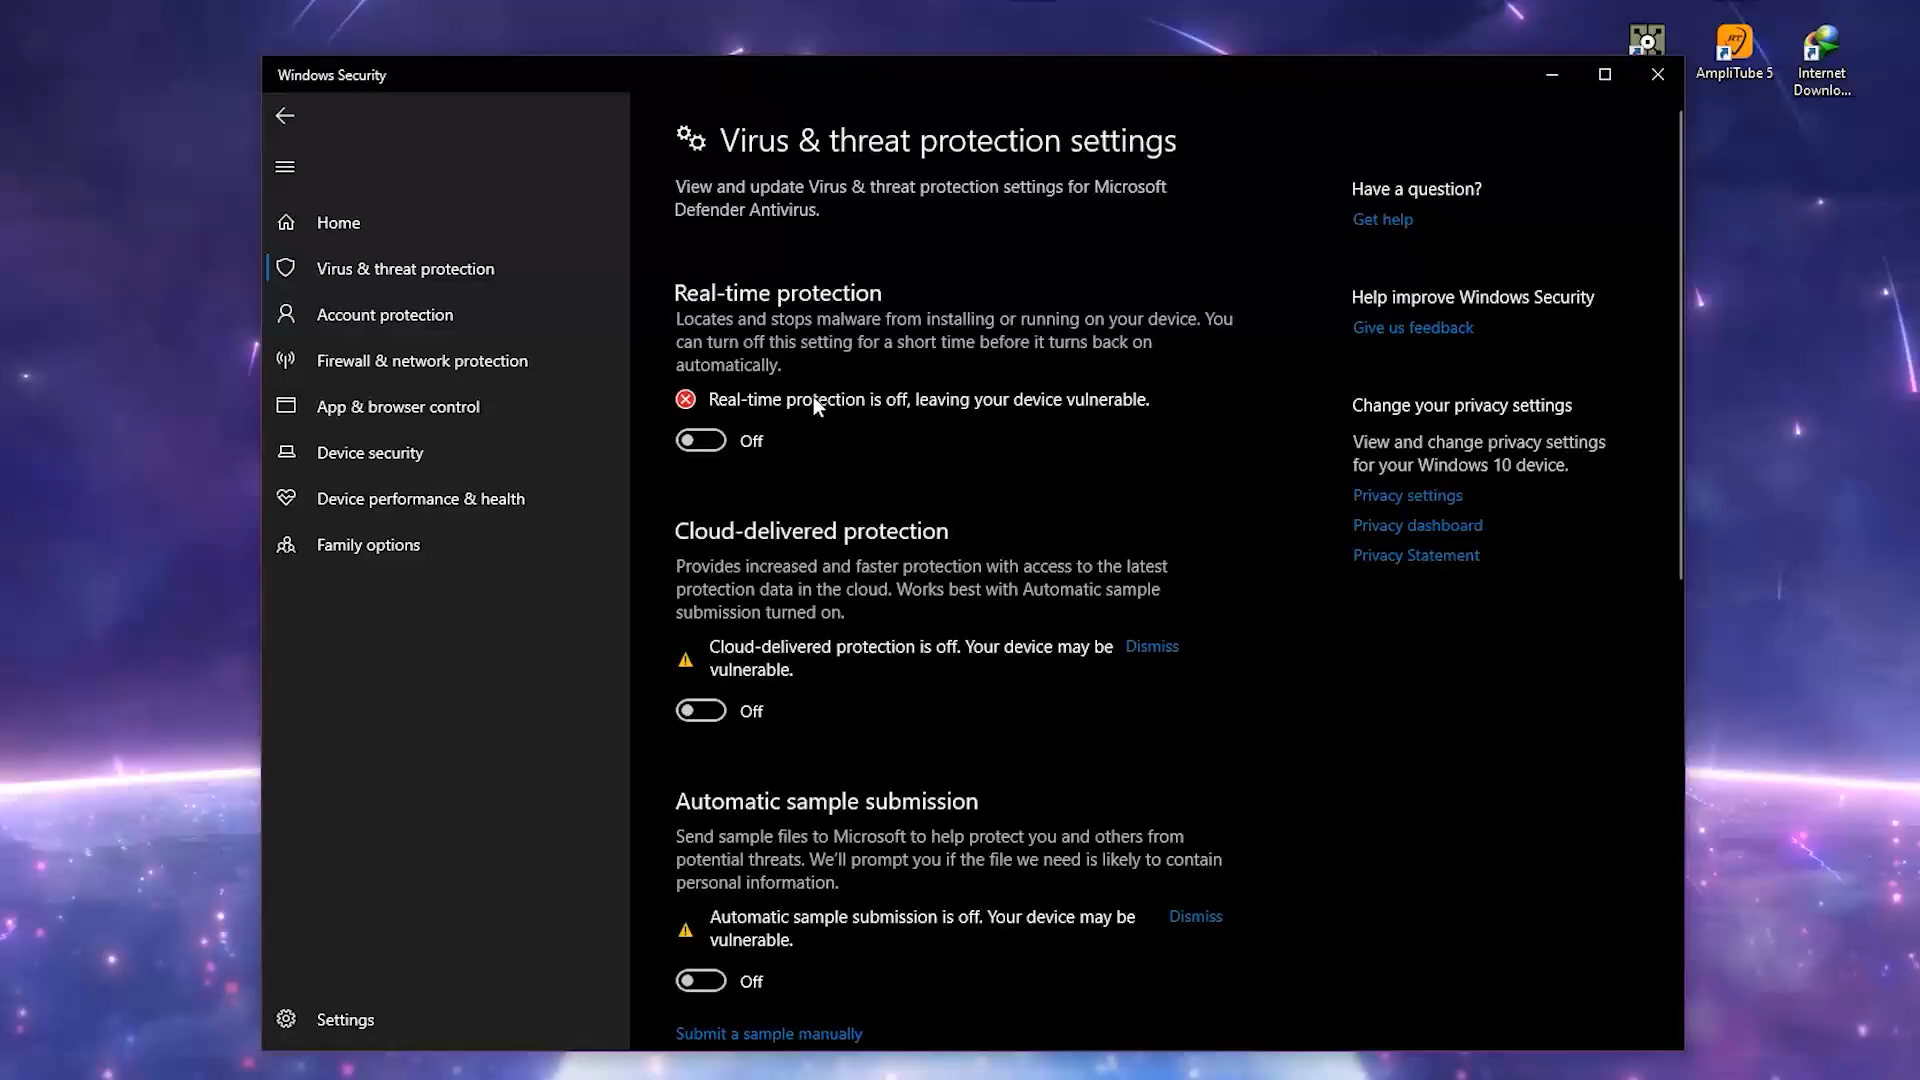 AmpliTube 5
Internet
Downlo...
Windows Security
Home
Virus & threat protection
Account protection
Firewall & network protection
App & browser control
Device security
Device performance & health
Family options
Settings
Virus & threat protection settings
View and update Virus & threat protection settings for Microsoft
Defender Antivirus.
Real-time protection
Locates and stops malware from installing or running on your device. You
can turn off this setting for a short time before it turns back on
automatically.
Real-time protection is off, leaving your device vulnerable.
Off
Cloud-delivered protection
Provides increased and faster protection with access to the latest
protection data in the cloud. Works best with Automatic sample
submission turned on.
Cloud-delivered protection is off. Your device may be Dismiss
vulnerable.
Off
Automatic sample submission
Send sample files to Microsoft to help protect you and others from
potential threats. We'll prompt you if the file we need is likely to contain
personal information.
Automatic sample submission is off. Your device may be Dismiss
vulnerable.
Off
Submit a sample manually
Have a question?
Get help
Help improve Windows Security
Give us feedback
Change your privacy settings
View and change privacy settings
for your Windows 10 device.
Privacy settings
Privacy dashboard
Privacy Statement